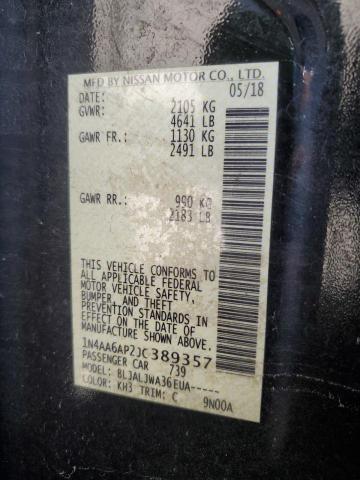 MFD BY NISSAN MOTOR CO., LTD.
DATE: 05/18
GVWR: 2105 KG
4641 LB
GAWR FR.: 1130 KG
2491 LB
GAWR RR.: 990 KG
2183 LB
THIS VEHICLE CONFORMS TO
ALL APPLICABLE FEDERAL
MOTOR VEHICLE SAFETY,
BUMPER, AND THEFT
PREVENTION STANDARDS
IN EFFECT ON THE DATE OF
MANUFACTURE SHOWN ABOVE.
1N4AA6AP2JC389357
PASSENGER CAR 739
MODEL: BLJALJWA36EUA-----
COLOR: KH3 TRIM: C 9N00A